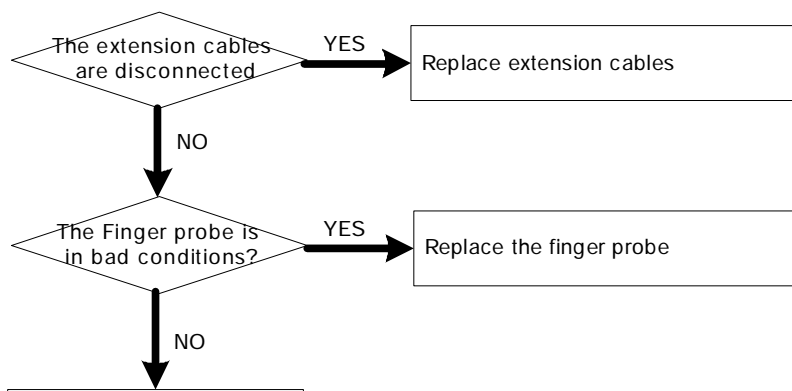 The extension cables
are disconnected
YES
Replace extension cables
NO
The Finger probe is
in bad conditions?
YES
Replace the finger probe
NO